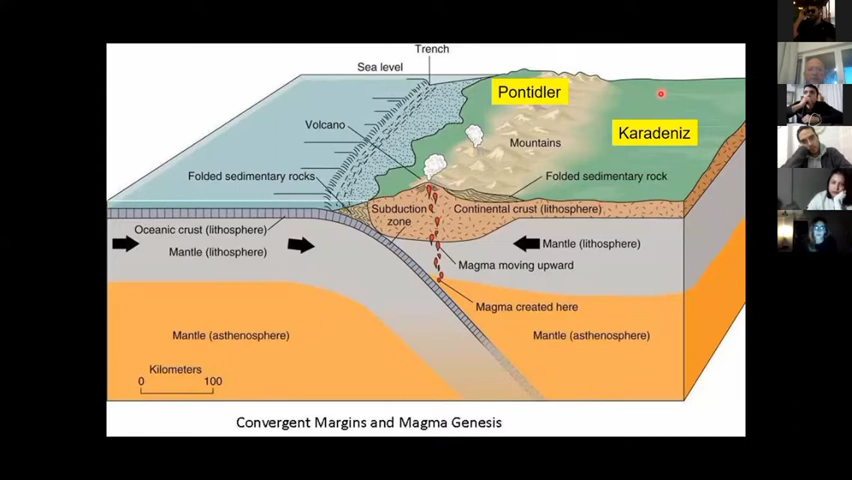 Trench
Sea level
Pontidler
Volcano
Karadeniz
Mountains
Folded sedimentary rocks
Folded sedimentary rock
Subduction
zone
Continental crust (lithosphere)
Oceanic crust (lithosphere)
Mantle (lithosphere)
Mantle (lithosphere)
Magma moving upward
Magma created here
Mantle (asthenosphere)
Mantle (asthenosphere)
Kilometers
0 100
Convergent Margins and Magma Genesis